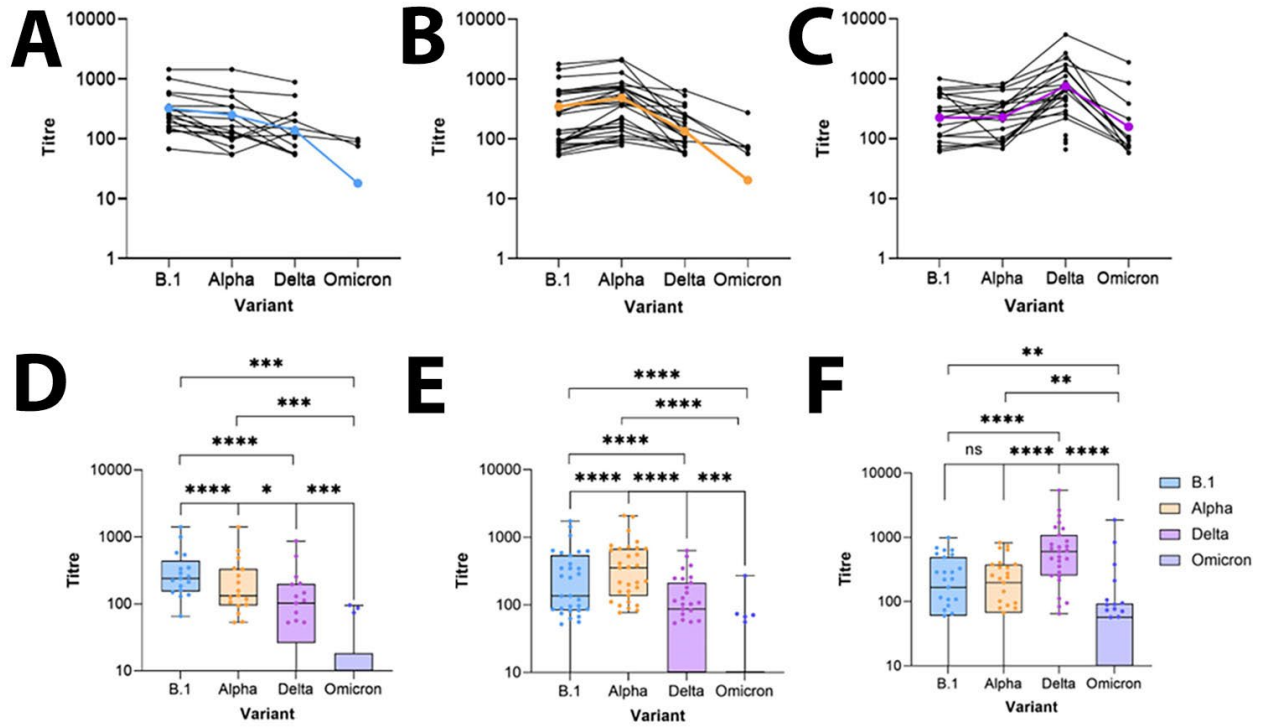 A
10000
1000
100
10
1
Titre
B.1 Alpha Delta Omicron
Variant
B
10000
1000
100
10
1
Titre
B.1 Alpha Delta Omicron
Variant
C
10000
1000
100
10
1
Titre
B.1 Alpha Delta Omicron
Variant
D
***
***
****
**** * ***
10000
1000
100
10
Titre
B.1 Alpha Delta Omicron
Variant
E
****
****
****
**** **** ***
10000
1000
100
10
Titre
B.1 Alpha Delta Omicron
Variant
F
**
**
****
ns **** ****
10000
1000
100
10
Titre
B.1 Alpha Delta Omicron
Variant
B.1
Alpha
Delta
Omicron